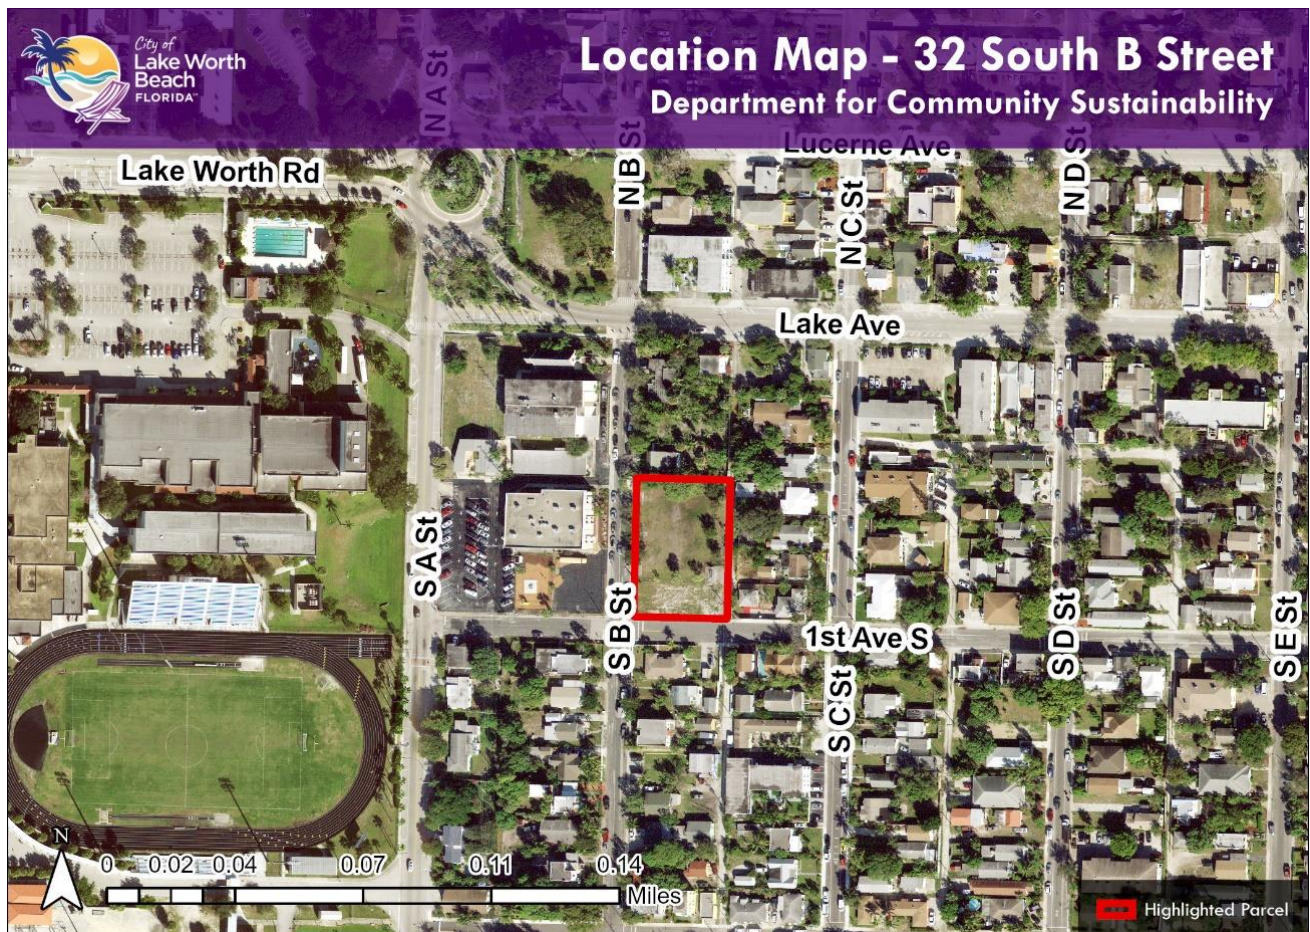 City of
Lake Worth
Beach
FLORIDA™
Location Map - 32 South B Street
Department for Community Sustainability
N A St
Lucerne Ave
Lake Worth Rd
N B St
N C St
N D St
Lake Ave
S A St
S B St
1st Ave S
S C St
S D St
S E St
N
0 0.02 0.04 0.07 0.11 0.14
Miles
Highlighted Parcel